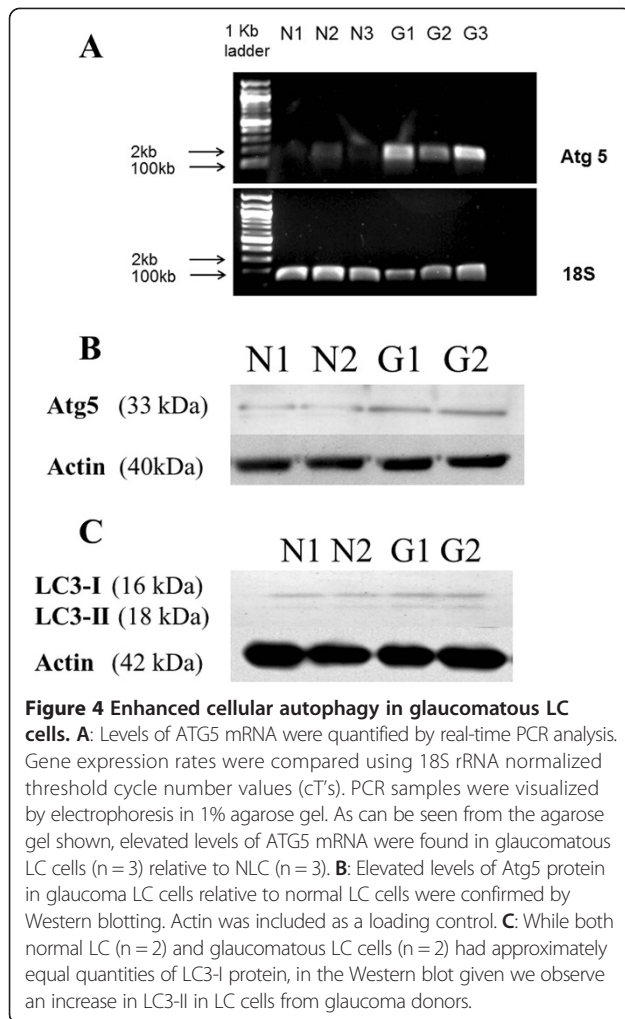 A
1 Kb ladder N1 N2 N3 G1 G2 G3
2kb
100kb
Atg 5
2kb
100kb
18S
B
N1 N2 G1 G2
Atg5 (33 kDa)
Actin (40kDa)
C
N1 N2 G1 G2
LC3-I (16 kDa)
LC3-II (18 kDa)
Actin (42 kDa)
Figure 4 Enhanced cellular autophagy in glaucomatous LC
cells. A: Levels of ATG5 mRNA were quantified by real-time PCR analysis.
Gene expression rates were compared using 18S rRNA normalized
threshold cycle number values (cT's). PCR samples were visualized
by electrophoresis in 1% agarose gel. As can be seen from the agarose
gel shown, elevated levels of ATG5 mRNA were found in glaucomatous
LC cells (n = 3) relative to NLC (n = 3). B: Elevated levels of Atg5 protein
in glaucoma LC cells relative to normal LC cells were confirmed by
Western blotting. Actin was included as a loading control. C: While both
normal LC (n = 2) and glaucomatous LC cells (n = 2) had approximately
equal quantities of LC3-I protein, in the Western blot given we observe
an increase in LC3-II in LC cells from glaucoma donors.